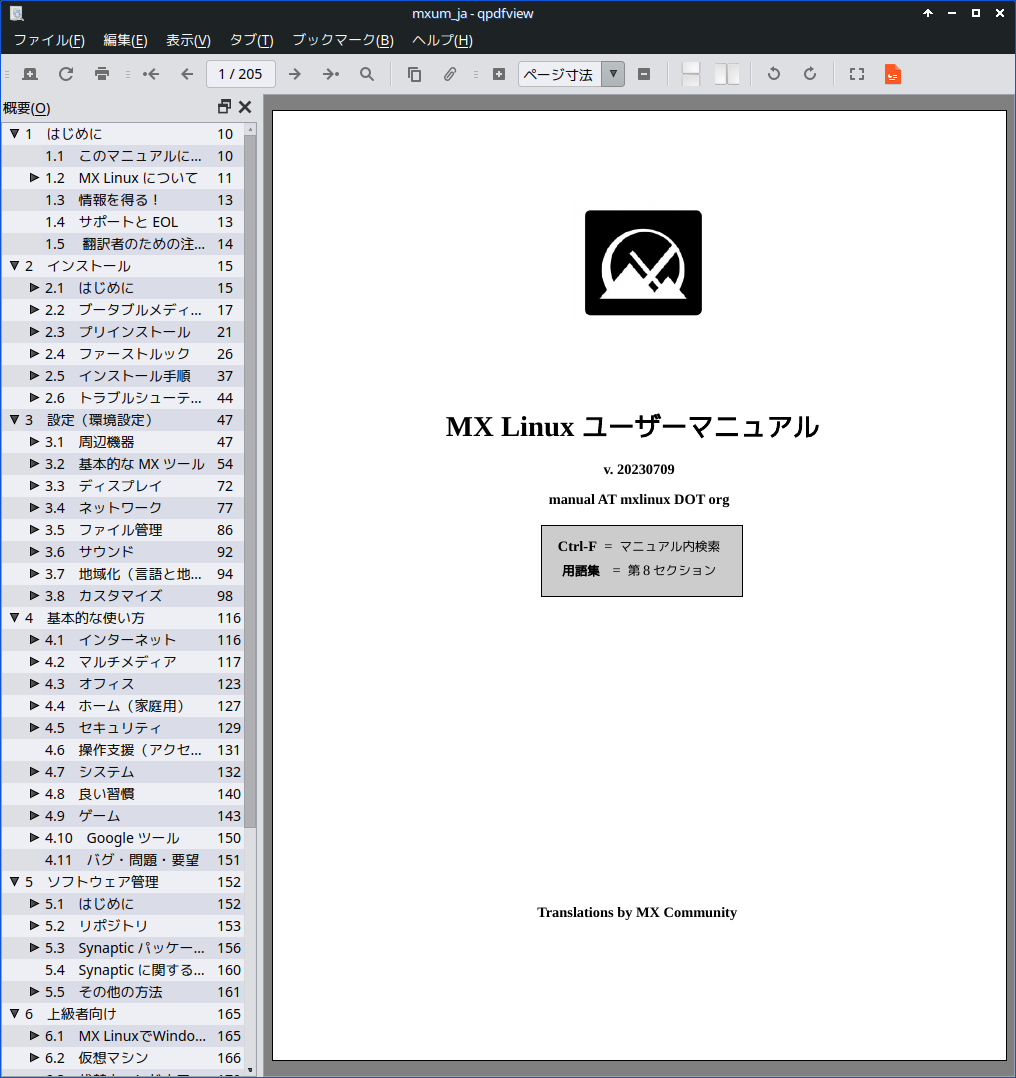 mxum_ja - qpdfview
ファイル(F) 編集(E) 表示(V) タブ(T) ブックマーク(B) ヘルプ(H)
1 / 205
ページ寸法
概要(O)
1 はじめに 10
1.1 このマニュアルに... 10
1.2 MX Linux について 11
1.3 情報を得る！ 13
1.4 サポートと EOL 13
1.5 翻訳者のための注... 14
2 インストール 15
2.1 はじめに 15
2.2 ブータブルメディ... 17
2.3 プリインストール 21
2.4 ファーストルック 26
2.5 インストール手順 37
2.6 トラブルシューテ... 44
3 設定（環境設定） 47
3.1 周辺機器 47
3.2 基本的な MX ツール 54
3.3 ディスプレイ 72
3.4 ネットワーク 77
3.5 ファイル管理 86
3.6 サウンド 92
3.7 地域化（言語と地... 94
3.8 カスタマイズ 98
4 基本的な使い方 116
4.1 インターネット 116
4.2 マルチメディア 117
4.3 オフィス 123
4.4 ホーム（家庭用） 127
4.5 セキュリティ 129
4.6 操作支援（アクセ... 131
4.7 システム 132
4.8 良い習慣 140
4.9 ゲーム 143
4.10 Google ツール 150
4.11 バグ・問題・要望 151
5 ソフトウェア管理 152
5.1 はじめに 152
5.2 リポジトリ 153
5.3 Synaptic パッケー... 156
5.4 Synaptic に関する... 160
5.5 その他の方法 161
6 上級者向け 165
6.1 MX LinuxでWindo... 165
6.2 仮想マシン 166
MX Linux ユーザーマニュアル
v. 20230709
manual AT mxlinux DOT org
Ctrl-F = マニュアル内検索
用語集 = 第 8 セクション
Translations by MX Community